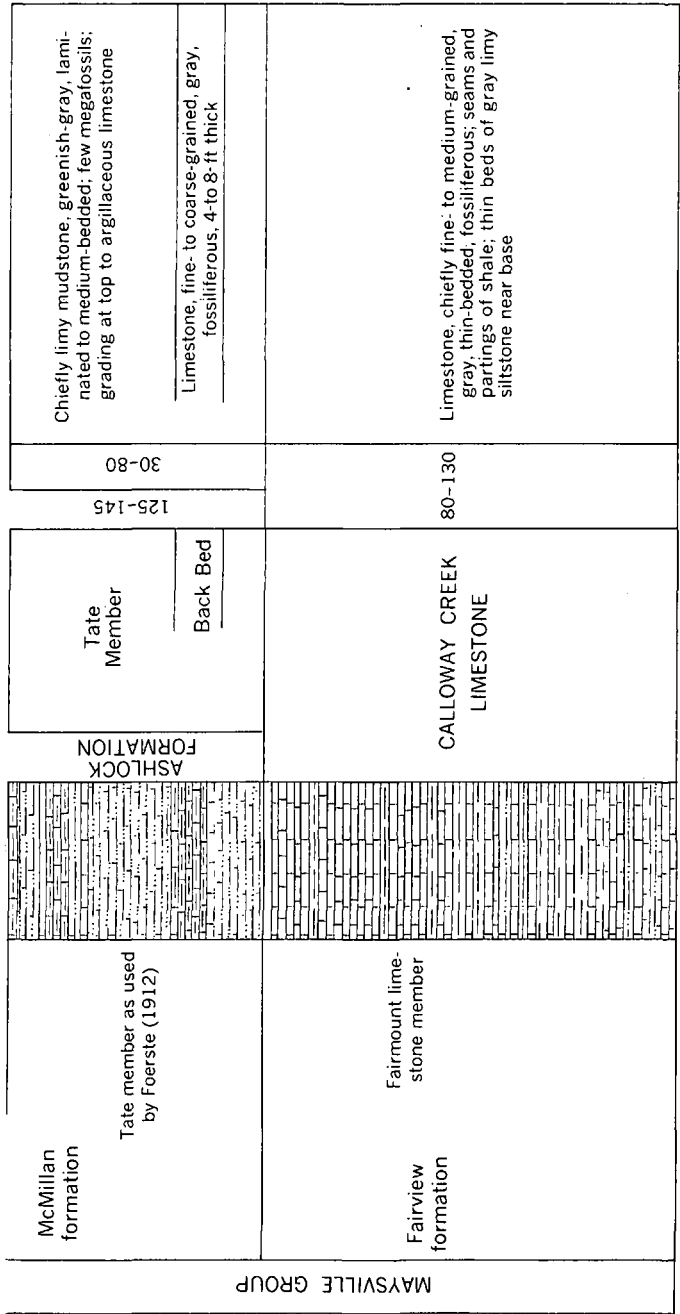 MAYSVILLE GROUP
McMillan
formation
Tate member as used
by Foerste (1912)
ASHLOCK
FORMATION
Tate
Member
Back Bed
125-145
30-80
Chiefly limy mudstone, greenish-gray, lami-
nated to medium-bedded; few megafossils;
grading at top to argillaceous limestone
Limestone, fine- to coarse-grained, gray,
fossiliferous, 4-to 8-ft thick
Fairview
formation
Fairmount lime-
stone member
CALLOWAY CREEK
LIMESTONE
80-130
Limestone, chiefly fine- to medium-grained,
gray, thin-bedded, fossiliferous; seams and
partings of shale; thin beds of gray limy
siltstone near base